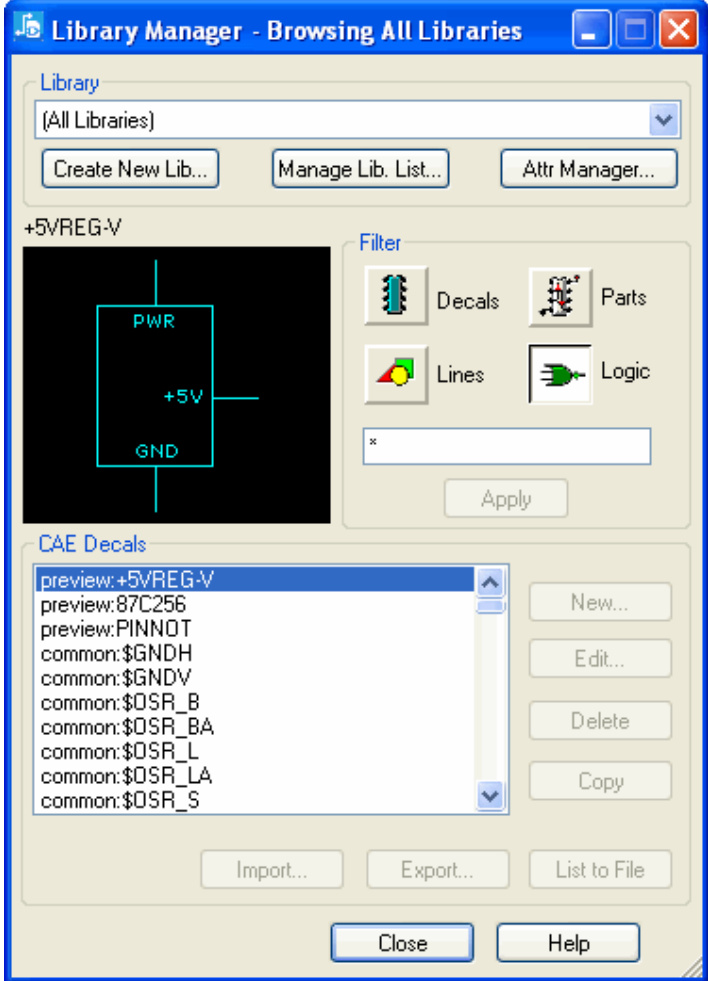 Library Manager - Browsing All Libraries
Library
(All Libraries)
Create New Lib...
Manage Lib. List...
Attr Manager...
+5VREG-V
PWR
+5V
GND
Filter
Decals
Parts
Lines
Logic
*
Apply
CAE Decals
preview:+5VREG-V
preview:87C256
preview:PINNOT
common:$GNDH
common:$GNDV
common:$OSR_B
common:$OSR_BA
common:$OSR_L
common:$OSR_LA
common:$OSR_S
New...
Edit...
Delete
Copy
Import...
Export...
List to File
Close
Help